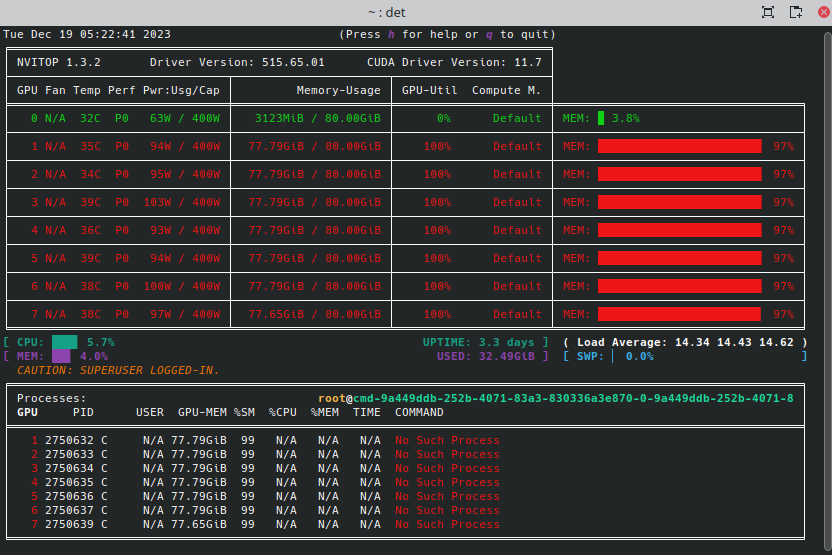 ~ : det
Tue Dec 19 05:22:41 2023 (Press h for help or q to quit)
NVITOP 1.3.2 Driver Version: 515.65.01 CUDA Driver Version: 11.7
GPU Fan Temp Perf Pwr:Usg/Cap Memory-Usage GPU-Util Compute M.
0 N/A 32C P0 63W / 400W 3123MiB / 80.00GiB 0% Default MEM: 3.8%
1 N/A 35C P0 94W / 400W 77.79GiB / 80.00GiB 100% Default MEM: 97%
2 N/A 34C P0 95W / 400W 77.79GiB / 80.00GiB 100% Default MEM: 97%
3 N/A 39C P0 103W / 400W 77.79GiB / 80.00GiB 100% Default MEM: 97%
4 N/A 36C P0 93W / 400W 77.79GiB / 80.00GiB 100% Default MEM: 97%
5 N/A 39C P0 94W / 400W 77.79GiB / 80.00GiB 100% Default MEM: 97%
6 N/A 38C P0 100W / 400W 77.79GiB / 80.00GiB 100% Default MEM: 97%
7 N/A 38C P0 97W / 400W 77.65GiB / 80.00GiB 100% Default MEM: 97%
[ CPU: 5.7% UPTIME: 3.3 days ] ( Load Average: 14.34 14.43 14.62 )
[ MEM: 4.0% USED: 32.49GiB ] [ SWP: 0.0% ]
CAUTION: SUPERUSER LOGGED-IN.
Processes: root@cmd-9a449ddb-252b-4071-83a3-830336a3e870-0-9a449ddb-252b-4071-8
GPU PID USER GPU-MEM %SM %CPU %MEM TIME COMMAND
1 2750632 C N/A 77.79GiB 99 N/A N/A N/A No Such Process
2 2750633 C N/A 77.79GiB 99 N/A N/A N/A No Such Process
3 2750634 C N/A 77.79GiB 99 N/A N/A N/A No Such Process
4 2750635 C N/A 77.79GiB 99 N/A N/A N/A No Such Process
5 2750636 C N/A 77.79GiB 99 N/A N/A N/A No Such Process
6 2750637 C N/A 77.79GiB 99 N/A N/A N/A No Such Process
7 2750639 C N/A 77.65GiB 99 N/A N/A N/A No Such Process